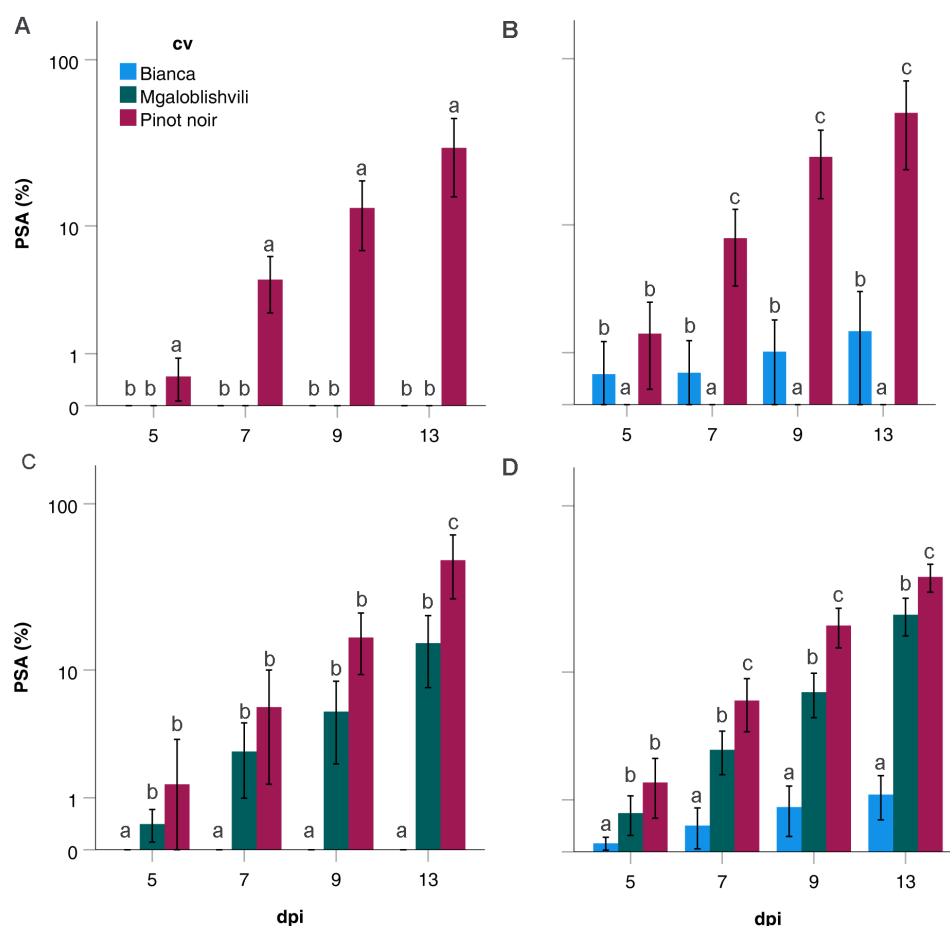 A
cv
Bianca
Mgaloblishvili
Pinot noir
PSA (%)
100
10
1
0
b b a
b b a
b b a
b b a
5 7 9 13
B
b a b
b a c
b a c
b a c
5 7 9 13
C
PSA (%)
100
10
1
0
a b b
a b b
a b b
a b c
5 7 9 13
dpi
D
a b b
a b c
a b c
a b c
5 7 9 13
dpi